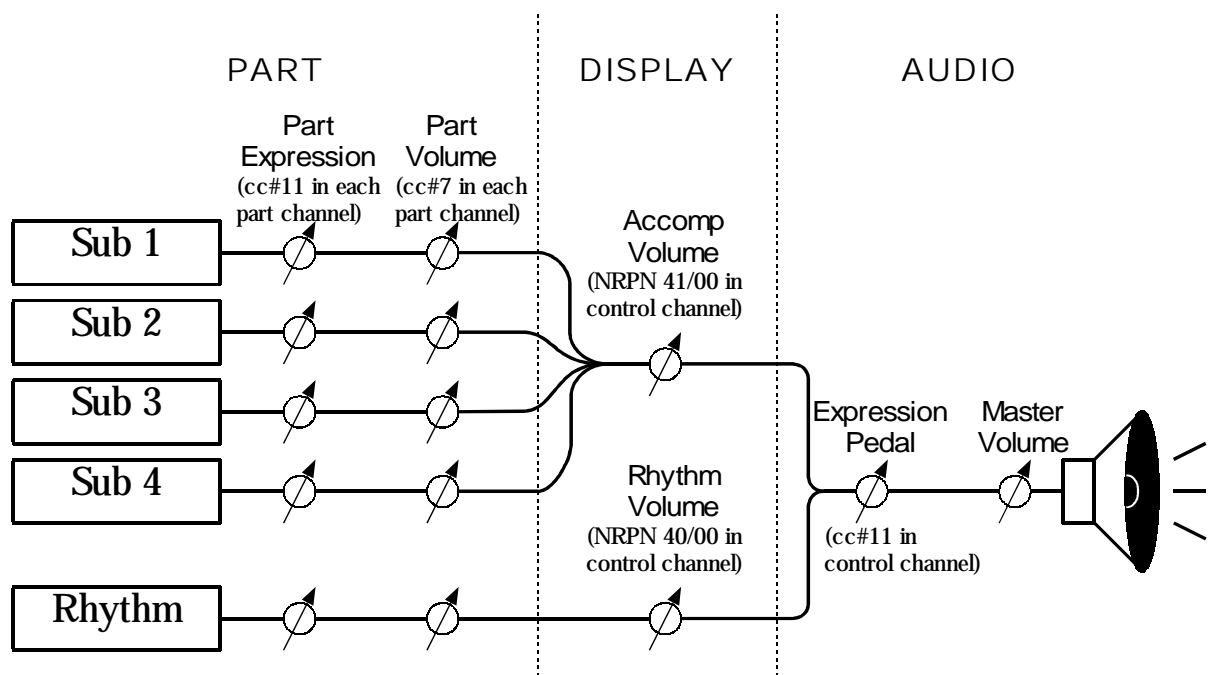 PART
DISPLAY
AUDIO
Part
Expression
(cc#11 in each
part channel)
Part
Volume
(cc#7 in each
part channel)
Sub 1
Sub 2
Sub 3
Sub 4
Rhythm
Accomp
Volume
(NRPN 41/00 in
control channel)
Rhythm
Volume
(NRPN 40/00 in
control channel)
Expression
Pedal
(cc#11 in
control channel)
Master
Volume